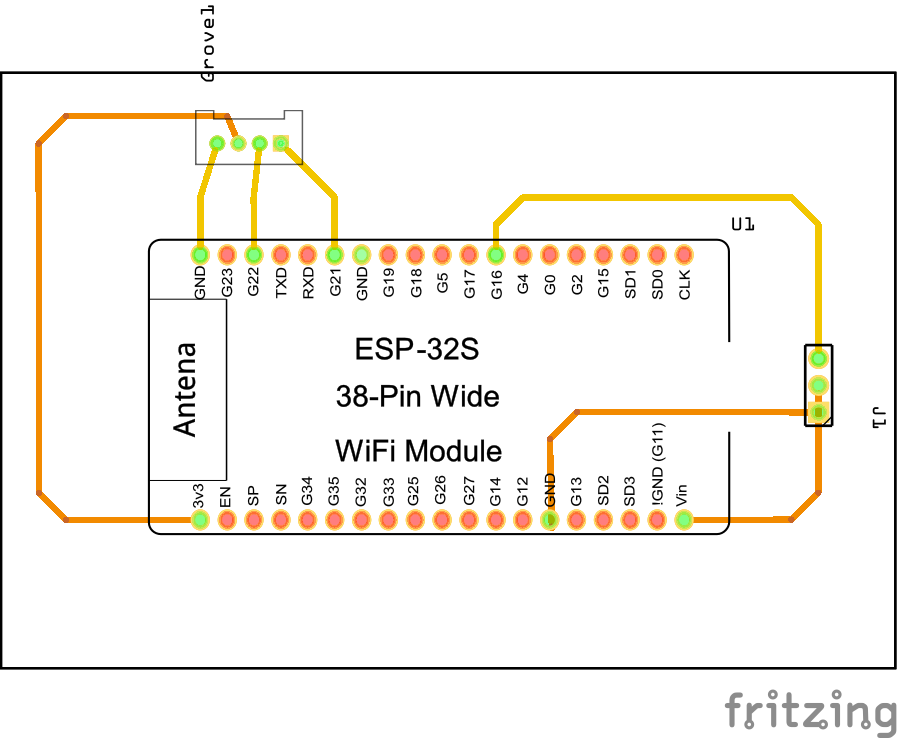 Grove1
U1
GND G23 G22 TXD RXD G21 GND G19 G18 G5 G17 G16 G4 G0 G2 G15 SD1 SD0 CLK
Antena
ESP-32S
38-Pin Wide
WiFi Module
J1
3v3 EN SP SN G34 G35 G32 G33 G25 G26 G27 G14 G12 GND G13 SD2 SD3 !GND (G11) Vin
fritzing